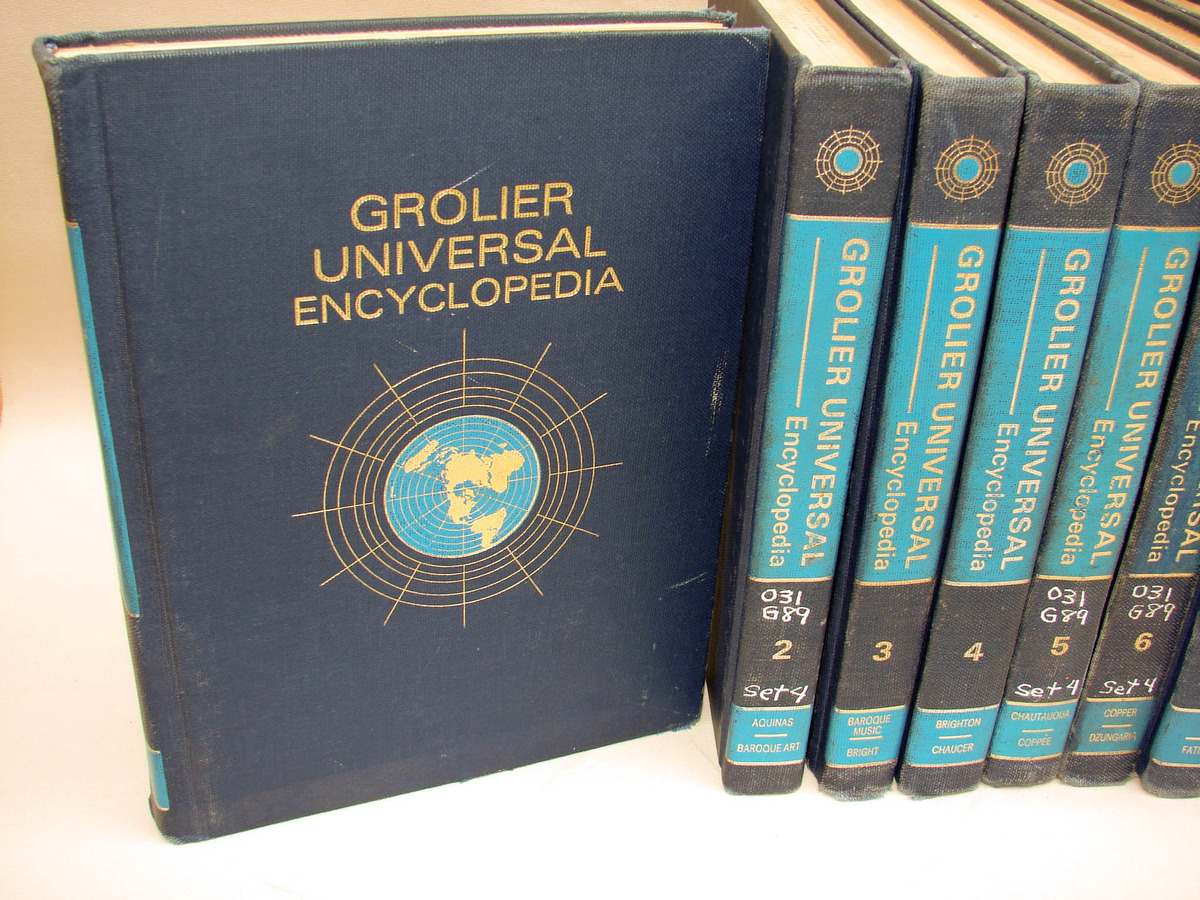 GROLIER
UNIVERSAL
ENCYCLOPEDIA
GROLIER UNIVERSAL
Encyclopedia
031
G89
2
Set 4
AQUINAS
BAROQUE ART
GROLIER UNIVERSAL
Encyclopedia
3
BAROQUE
MUSIC
BRIGHT
GROLIER UNIVERSAL
Encyclopedia
4
BRIGHTON
CHAUCER
GROLIER UNIVERSAL
Encyclopedia
031
G89
5
Set 4
CHAUTAUQUA
COPPÉE
GROLIER UNIVERSAL
Encyclopedia
031
G89
6
Set 4
COPPER
DZUNGARIA